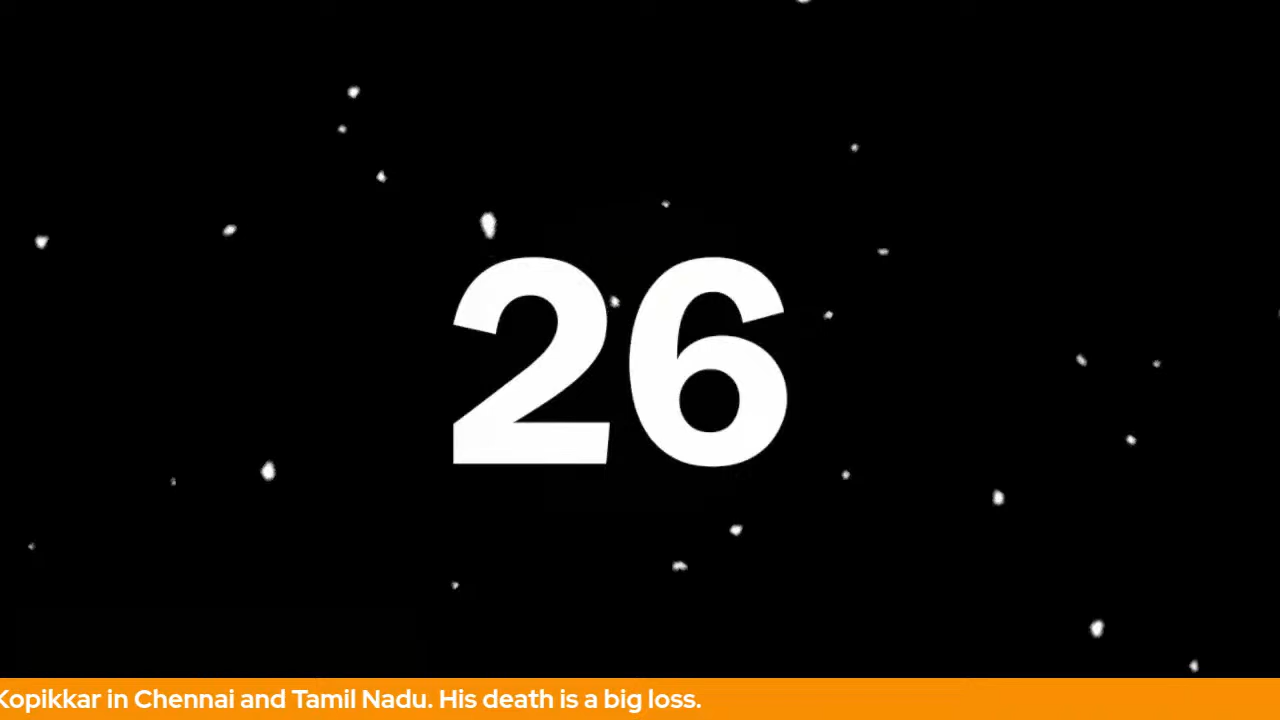 26
Kopikkar in Chennai and Tamil Nadu. His death is a big loss.